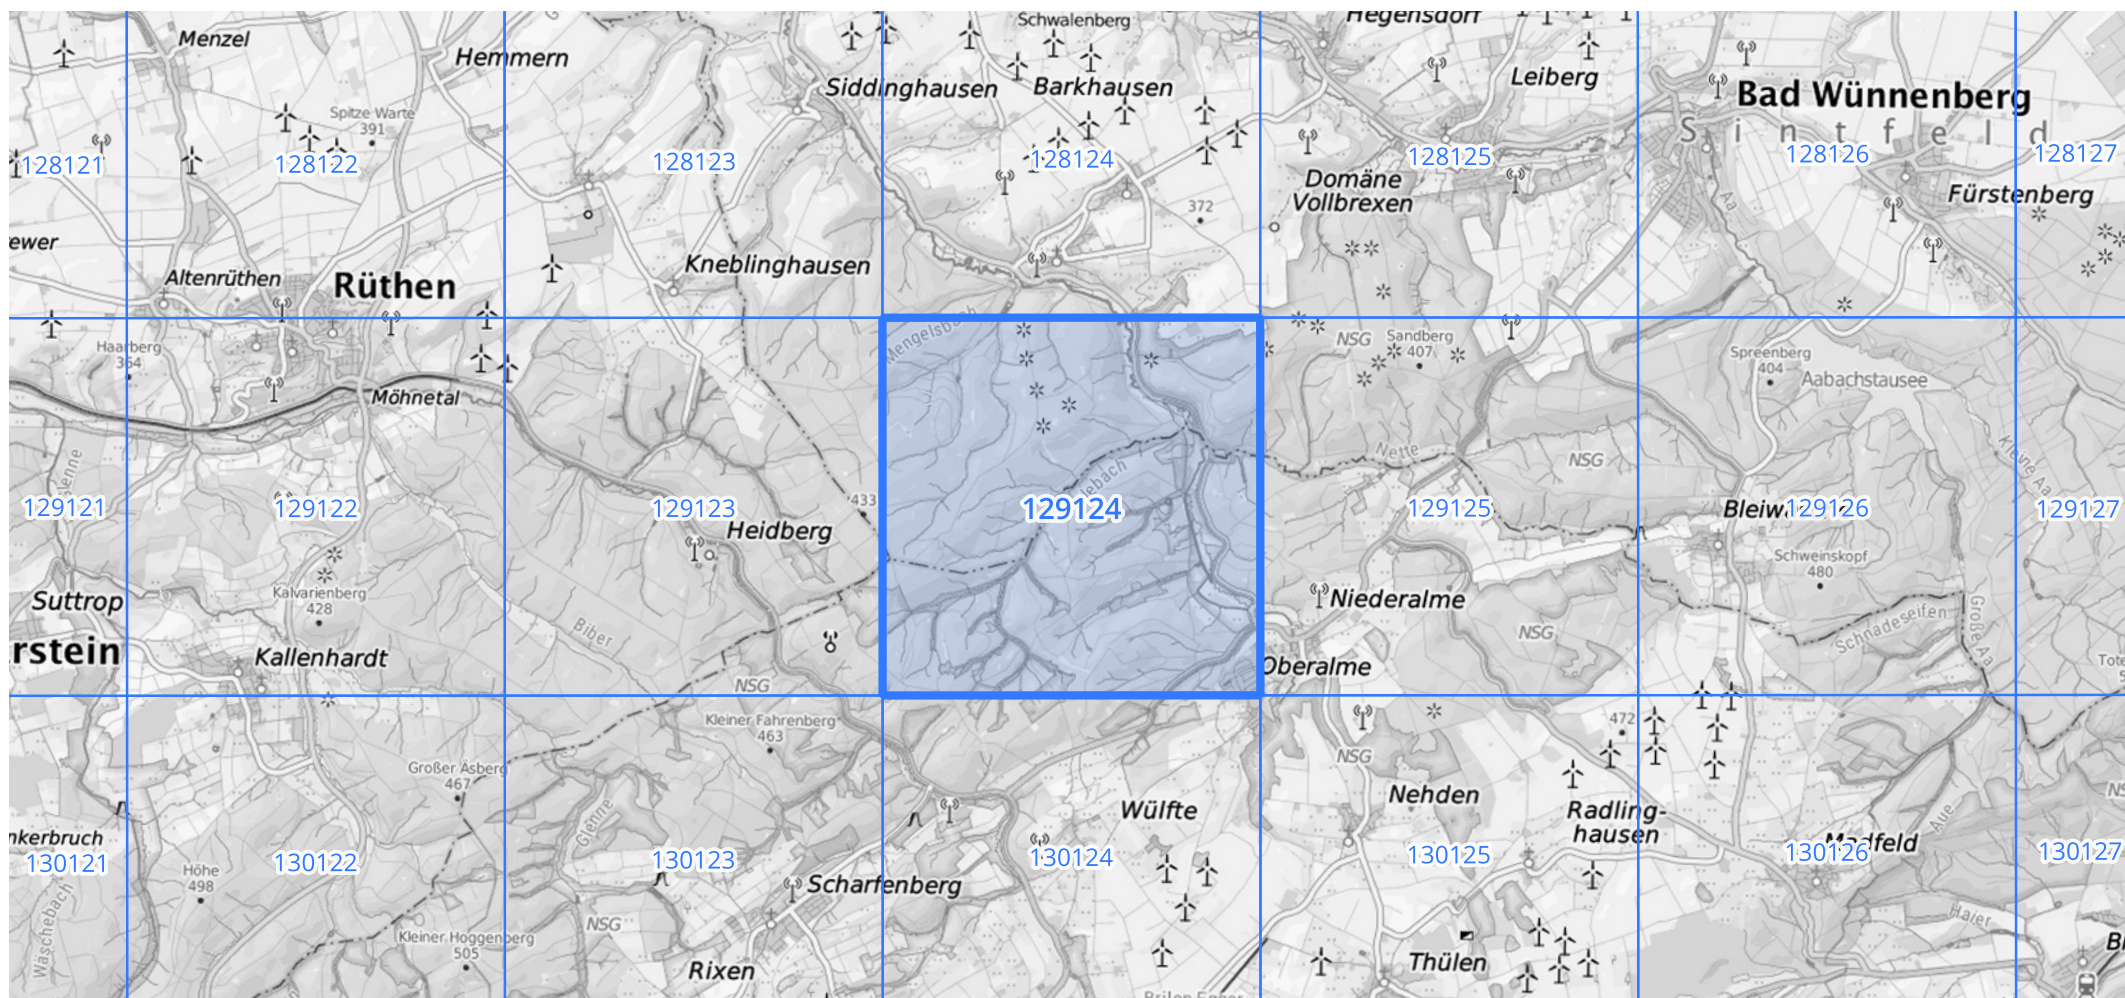 Menzel
Hemmern
Schwalenberg
Hegensdorf
Siddinghausen
Barkhausen
Leiberg
Bad Wünnenberg
Sintfeld
Spitze Warte
391
128121
128122
128123
128124
128125
128126
128127
Domäne
Vollbrexen
Aa
Fürstenberg
372
ewer
Altenrüthen
Rüthen
Kneblinghausen
Mengelsbach
Haarberg
364
NSG
Sandberg
407
Spreenberg
404
Aabachstausee
Möhnetal
Nette
NSG
Kleine Aa
433
129121
129122
129123
129124
129125
129126
129127
Heidberg
Schweinskopf
480
Kalvarienberg
428
Suttrop
Niederalme
Biber
NSG
Schnadeseifen
Große Aa
rstein
Kallenhardt
Oberalme
NSG
Kleiner Fahrenberg
463
472
NSG
Großer Asberg
467
Nehden
Wülfte
Radling-
hausen
Glenne
Aue
nkerbruch
Madfeld
130121
130122
130123
130124
130125
130126
130127
Höhe
498
Scharfenberg
Wäschebach
NSG
Kleiner Hoggenberg
505
Rixen
Thülen